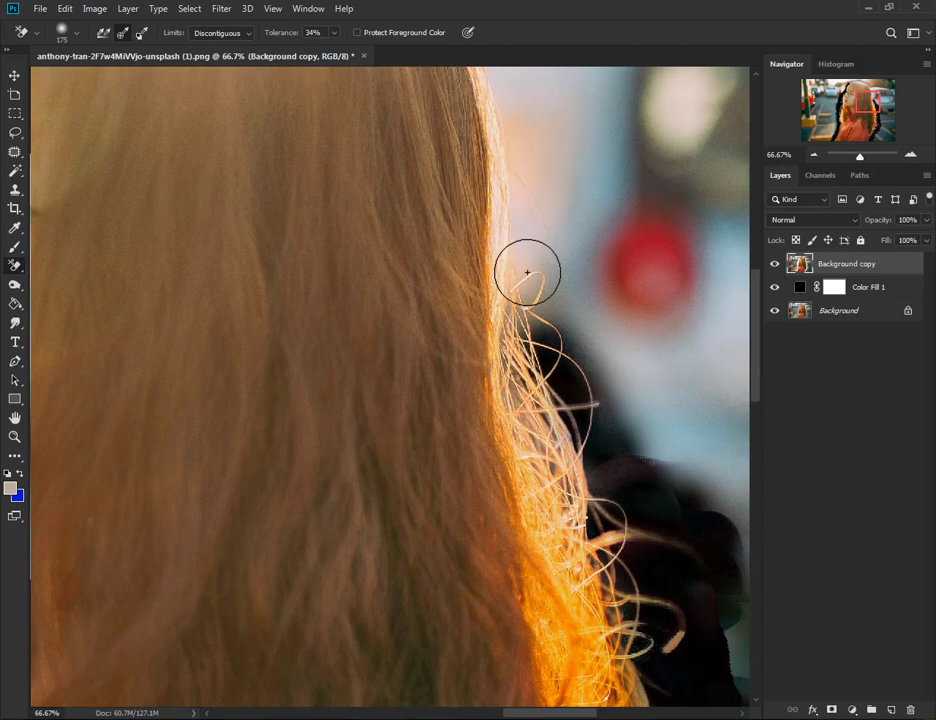 Ps File Edit Image Layer Type Select Filter 3D View Window Help
175 Limits: Discontiguous Tolerance: 34% Protect Foreground Color
anthony-tran-2F7w4MiVVjo-unsplash (1).png @ 66.7% (Background copy, RGB/8) *
Navigator Histogram
66.67%
Layers Channels Paths
Kind
Normal Opacity: 100%
Lock: Fill: 100%
Background copy
Color Fill 1
Background
66.67% Doc: 60.7M/127.1M